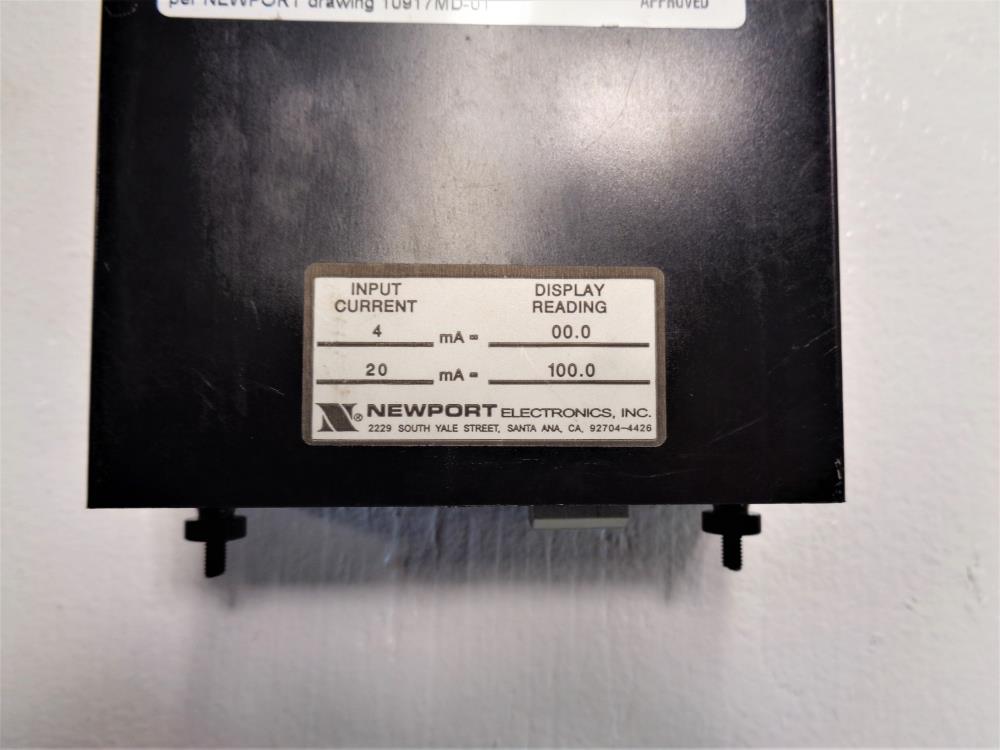 per NEWPORT drawing 10917MD-01
APPROVED
INPUT CURRENT
DISPLAY READING
4 mA = 00.0
20 mA = 100.0
N® NEWPORT ELECTRONICS, INC.
2229 SOUTH YALE STREET, SANTA ANA, CA, 92704-4426